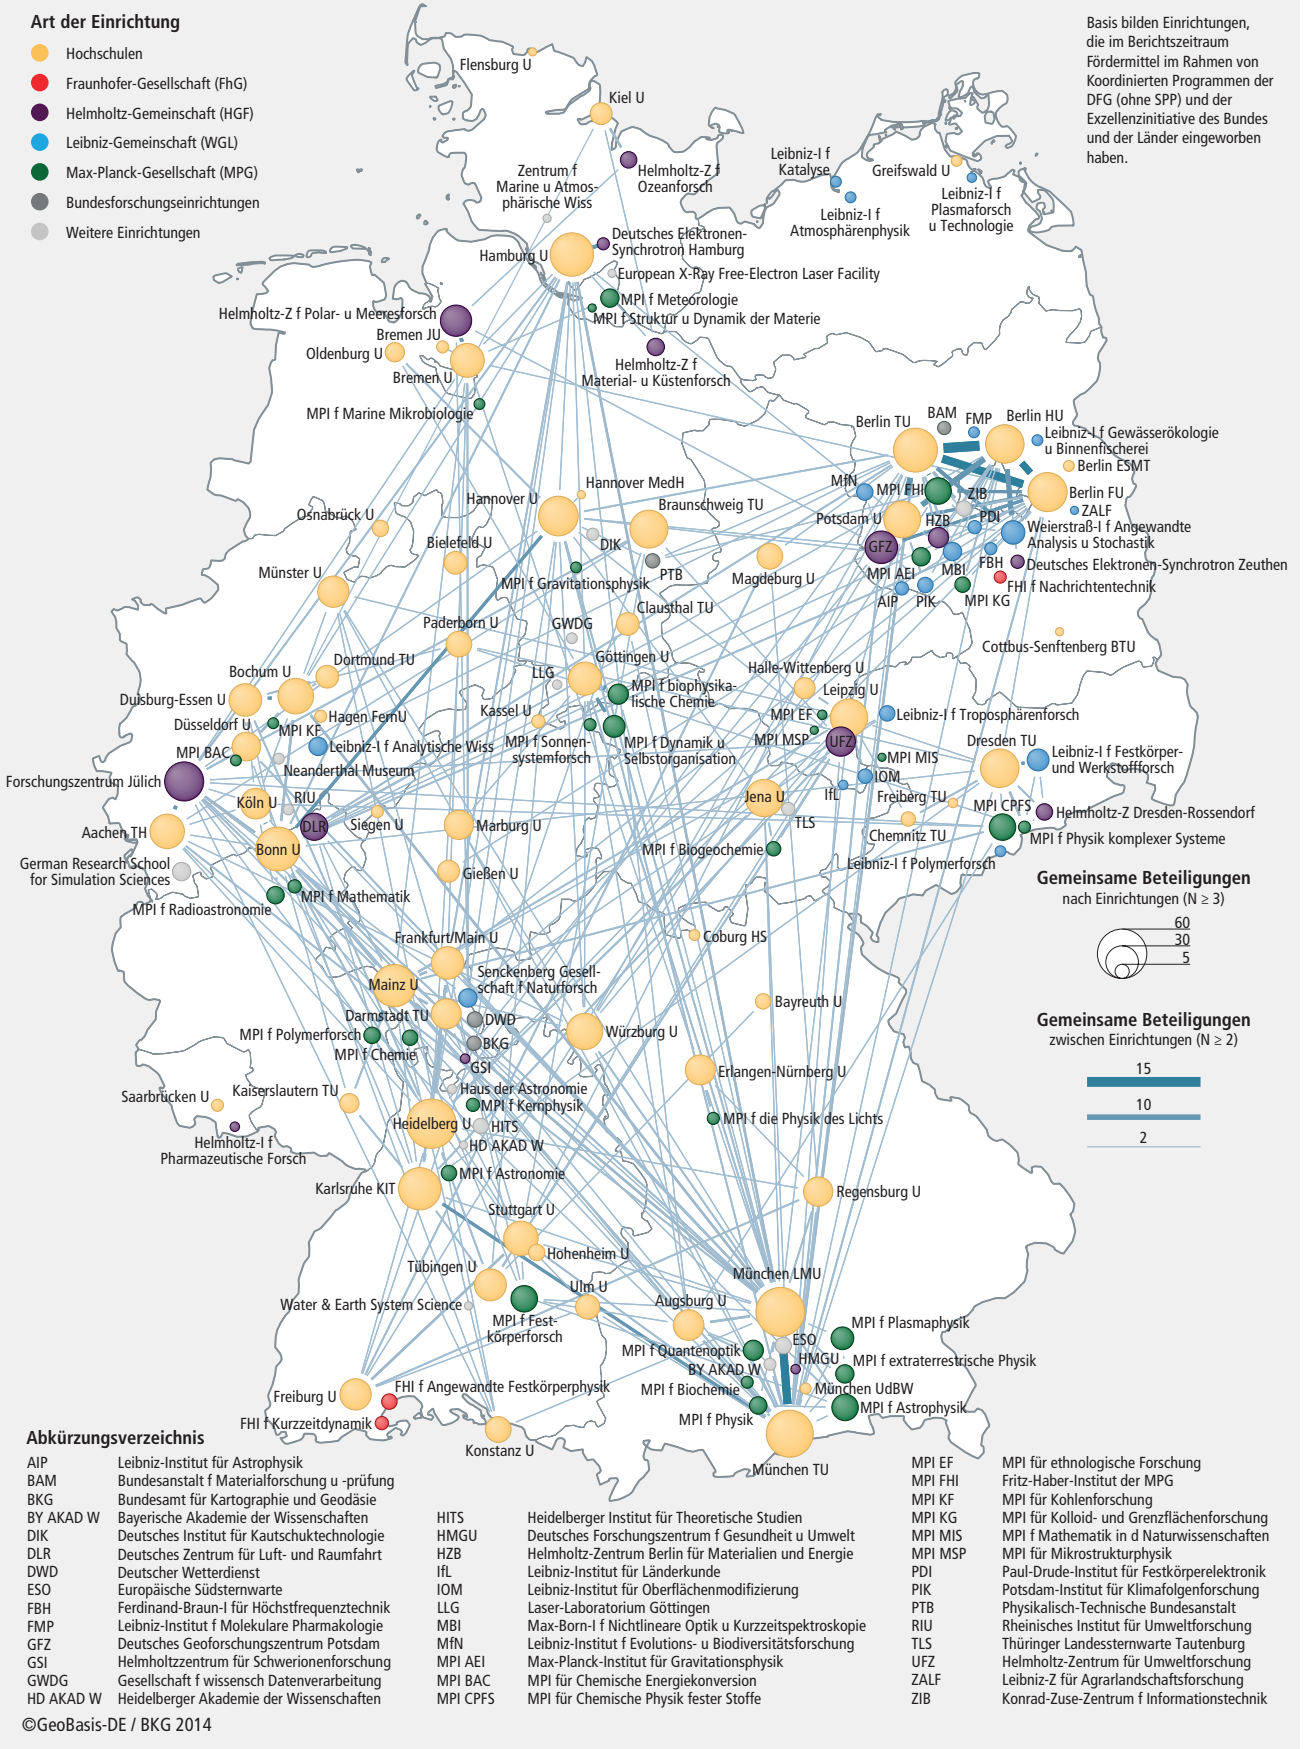 Art der Einrichtung
Hochschulen
Fraunhofer-Gesellschaft (FhG)
Helmholtz-Gemeinschaft (HGF)
Leibniz-Gemeinschaft (WGL)
Max-Planck-Gesellschaft (MPG)
Bundesforschungseinrichtungen
Weitere Einrichtungen
Basis bilden Einrichtungen,
die im Berichtszeitraum
Fördermittel im Rahmen von
Koordinierten Programmen der
DFG (ohne SPP) und der
Exzellenzinitiative des Bundes
und der Länder eingeworben
haben.
Flensburg U
Kiel U
Helmholtz-Z f
Ozeanforsch
Zentrum f
Marine u Atmos-
phärische Wiss
Leibniz-I f
Katalyse
Greifswald U
Leibniz-I f
Plasmaforsch
u Technologie
Leibniz-I f
Atmosphärenphysik
Hamburg U
Deutsches Elektronen-
Synchrotron Hamburg
European X-Ray Free-Electron Laser Facility
MPI f Meteorologie
MPI f Struktur u Dynamik der Materie
Helmholtz-Z f Polar- u Meeresforsch
Bremen JU
Oldenburg U
Bremen U
Helmholtz-Z f
Material- u Küstenforsch
MPI f Marine Mikrobiologie
Berlin TU
BAM
FMP
Berlin HU
Leibniz-I f Gewässerökologie
u Binnenfischerei
Berlin ESMT
MfN
MPI FHI
ZIB
Berlin FU
ZALF
Potsdam U
HZB
PDI
Weierstraß-I f Angewandte
Analysis u Stochastik
GFZ
MPI AEI
MBI
FBH
Deutsches Elektronen-Synchrotron Zeuthen
FHI f Nachrichtentechnik
AIP
PIK
MPI KG
Cottbus-Senftenberg BTU
Hannover MedH
Hannover U
Braunschweig TU
Osnabrück U
Bielefeld U
DIK
PTB
MPI f Gravitationsphysik
Magdeburg U
Münster U
Clausthal TU
Paderborn U
GWDG
Göttingen U
Dortmund TU
Bochum U
LLG
MPI f biophysika-
lische Chemie
Halle-Wittenberg U
Leipzig U
Duisburg-Essen U
Hagen FernU
Kassel U
MPI EF
Leibniz-I f Troposphärenforsch
Düsseldorf U
MPI KF
MPI f Sonnen-
systemforsch
MPI f Dynamik u
Selbstorganisation
MPI MSP
UFZ
Dresden TU
Leibniz-I f Festkörper-
und Werkstoffforsch
MPI BAC
Leibniz-I f Analytische Wiss
MPI MIS
Neanderthal Museum
IOM
Forschungszentrum Jülich
IfL
Köln U
RIU
Jena U
Freiberg TU
MPI CPFS
Helmholtz-Z Dresden-Rossendorf
Aachen TH
DLR
Siegen U
Marburg U
TLS
Chemnitz TU
MPI f Physik komplexer Systeme
Bonn U
MPI f Biogeochemie
Leibniz-I f Polymerforsch
German Research School
for Simulation Sciences
Gießen U
MPI f Mathematik
MPI f Radioastronomie
Gemeinsame Beteiligungen
nach Einrichtungen (N ≥ 3)
60
30
5
Frankfurt/Main U
Coburg HS
Mainz U
Senckenberg Gesell-
schaft f Naturforsch
Bayreuth U
Darmstadt TU
DWD
Würzburg U
Gemeinsame Beteiligungen
zwischen Einrichtungen (N ≥ 2)
15
10
2
MPI f Polymerforsch
MPI f Chemie
BKG
GSI
Erlangen-Nürnberg U
Saarbrücken U
Kaiserslautern TU
Haus der Astronomie
MPI f Kernphysik
MPI f die Physik des Lichts
Heidelberg U
HITS
Helmholtz-I f
Pharmazeutische Forsch
HD AKAD W
MPI f Astronomie
Karlsruhe KIT
Regensburg U
Stuttgart U
Hohenheim U
Tübingen U
München LMU
Ulm U
Augsburg U
Water & Earth System Science
MPI f Fest-
körperforsch
ESO
MPI f Plasmaphysik
MPI f Quantenoptik
HMGU
MPI f extraterrestrische Physik
BY AKAD W
München UdBW
MPI f Biochemie
MPI f Astrophysik
Freiburg U
FHI f Angewandte Festkörperphysik
MPI f Physik
FHI f Kurzzeitdynamik
Konstanz U
München TU
Abkürzungsverzeichnis
AIP Leibniz-Institut für Astrophysik
BAM Bundesanstalt f Materialforschung u -prüfung
BKG Bundesamt für Kartographie und Geodäsie
BY AKAD W Bayerische Akademie der Wissenschaften
DIK Deutsches Institut für Kautschuktechnologie
DLR Deutsches Zentrum für Luft- und Raumfahrt
DWD Deutscher Wetterdienst
ESO Europäische Südsternwarte
FBH Ferdinand-Braun-I für Höchstfrequenztechnik
FMP Leibniz-Institut f Molekulare Pharmakologie
GFZ Deutsches Geoforschungszentrum Potsdam
GSI Helmholtzzentrum für Schwerionenforschung
GWDG Gesellschaft f wissensch Datenverarbeitung
HD AKAD W Heidelberger Akademie der Wissenschaften
HITS Heidelberger Institut für Theoretische Studien
HMGU Deutsches Forschungszentrum f Gesundheit u Umwelt
HZB Helmholtz-Zentrum Berlin für Materialien und Energie
IfL Leibniz-Institut für Länderkunde
IOM Leibniz-Institut für Oberflächenmodifizierung
LLG Laser-Laboratorium Göttingen
MBI Max-Born-I f Nichtlineare Optik u Kurzzeitspektroskopie
MfN Leibniz-Institut f Evolutions- u Biodiversitätsforschung
MPI AEI Max-Planck-Institut für Gravitationsphysik
MPI BAC MPI für Chemische Energiekonversion
MPI CPFS MPI für Chemische Physik fester Stoffe
MPI EF MPI für ethnologische Forschung
MPI FHI Fritz-Haber-Institut der MPG
MPI KF MPI für Kohlenforschung
MPI KG MPI für Kolloid- und Grenzflächenforschung
MPI MIS MPI f Mathematik in d Naturwissenschaften
MPI MSP MPI für Mikrostrukturphysik
PDI Paul-Drude-Institut für Festkörperelektronik
PIK Potsdam-Institut für Klimafolgenforschung
PTB Physikalisch-Technische Bundesanstalt
RIU Rheinisches Institut für Umweltforschung
TLS Thüringer Landessternwarte Tautenburg
UFZ Helmholtz-Zentrum für Umweltforschung
ZALF Leibniz-Z für Agrarlandschaftsforschung
ZIB Konrad-Zuse-Zentrum f Informationstechnik
©GeoBasis-DE / BKG 2014